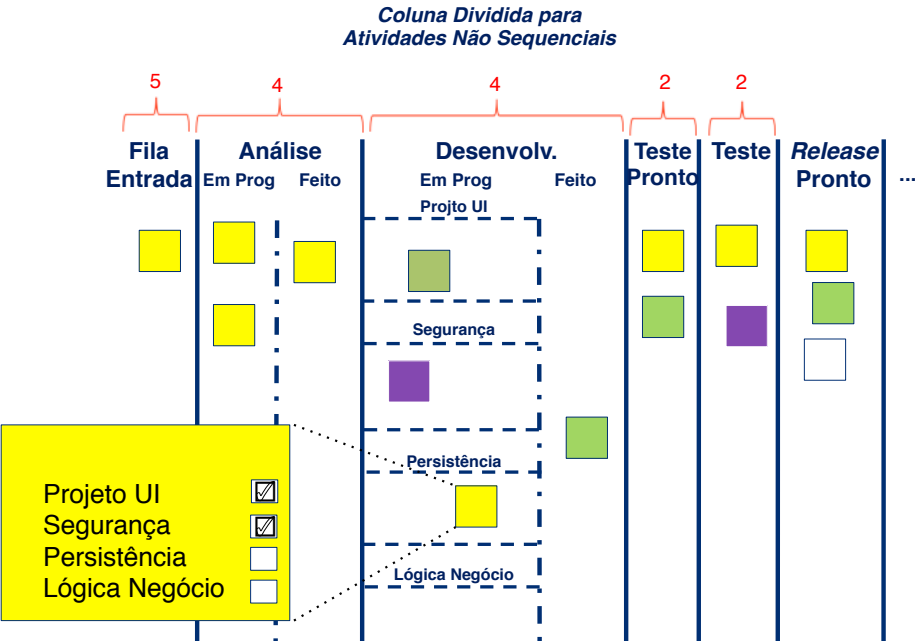 Coluna Dividida para
Atividades Não Sequenciais
5 4 4 2 2
Fila Análise Desenvolv. Teste Teste Release
Entrada Em Prog Feito Em Prog Feito Pronto Pronto ...
Projto UI
Segurança
Persistência
Lógica Negócio
Projeto UI
Segurança
Persistência
Lógica Negócio